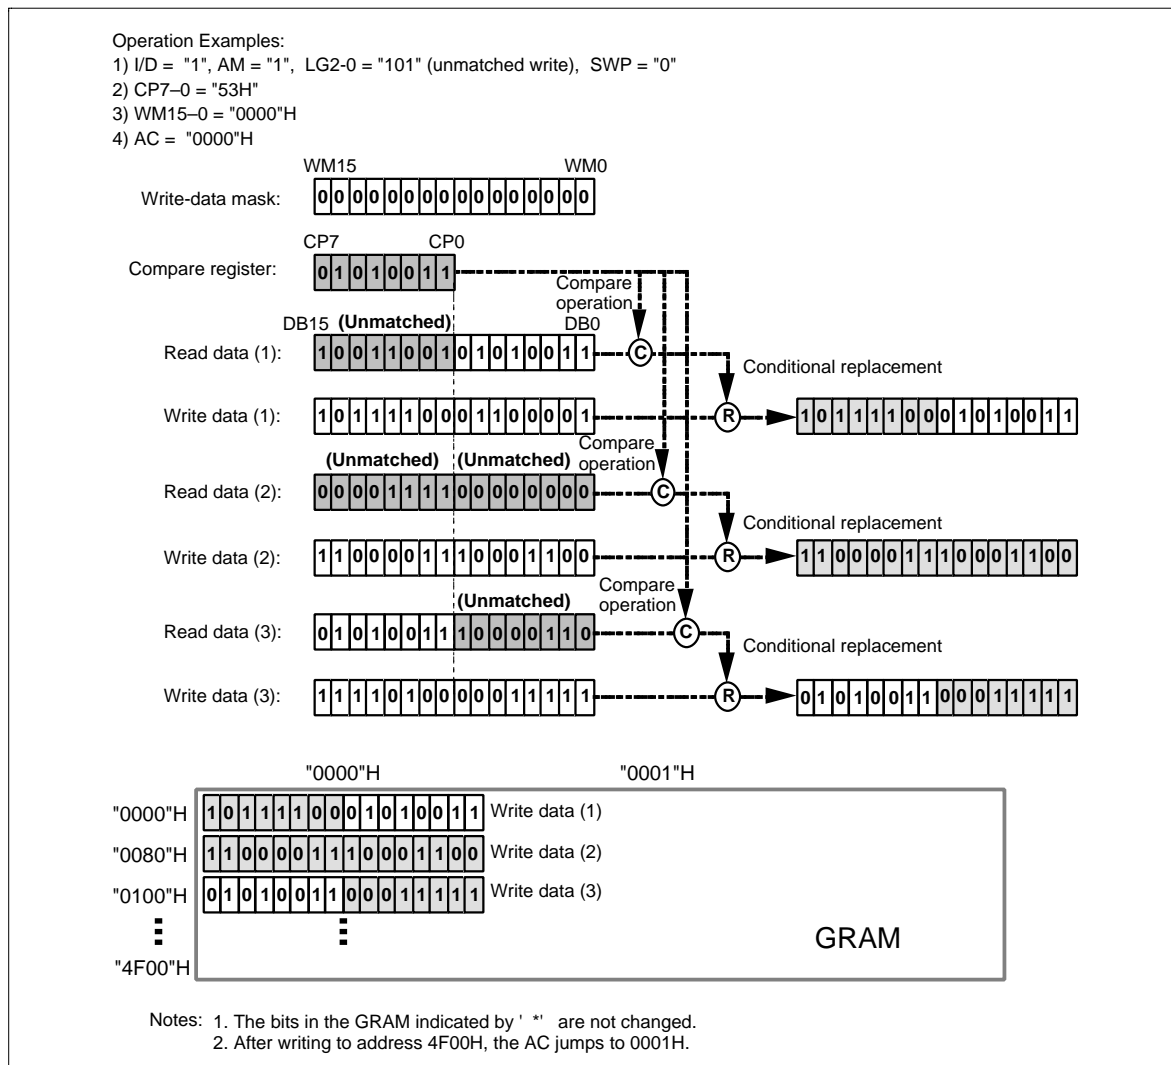 Operation Examples:
1) I/D = "1", AM = "1", LG2-0 = "101" (unmatched write), SWP = "0"
2) CP7–0 = "53H"
3) WM15–0 = "0000"H
4) AC = "0000"H
WM15 WM0
Write-data mask: 0 0 0 0 0 0 0 0 0 0 0 0 0 0 0 0
CP7 CP0
Compare register: 0 1 0 1 0 0 1 1
Compare
operation
DB15 (Unmatched) DB0
Read data (1): 1 0 0 1 1 0 0 1 0 1 0 1 0 0 1 1 C
Conditional replacement
Write data (1): 1 0 1 1 1 1 0 0 0 1 1 0 0 0 0 1 R 1 0 1 1 1 1 0 0 0 1 0 1 0 0 1 1
Compare
operation
(Unmatched) (Unmatched)
Read data (2): 0 0 0 0 1 1 1 1 0 0 0 0 0 0 0 0 C
Conditional replacement
Write data (2): 1 1 0 0 0 0 1 1 1 0 0 0 1 1 0 0 R 1 1 0 0 0 0 1 1 1 0 0 0 1 1 0 0
Compare
operation
(Unmatched)
Read data (3): 0 1 0 1 0 0 1 1 1 0 0 0 0 1 1 0 C
Conditional replacement
Write data (3): 1 1 1 1 0 1 0 0 0 0 0 1 1 1 1 1 R 0 1 0 1 0 0 1 1 0 0 0 1 1 1 1 1
"0000"H "0001"H
"0000"H 1 0 1 1 1 1 0 0 0 1 0 1 0 0 1 1 Write data (1)
"0080"H 1 1 0 0 0 0 1 1 1 0 0 0 1 1 0 0 Write data (2)
"0100"H 0 1 0 1 0 0 1 1 0 0 0 1 1 1 1 1 Write data (3)
GRAM
"4F00"H
Notes: 1. The bits in the GRAM indicated by ' *' are not changed.
2. After writing to address 4F00H, the AC jumps to 0001H.